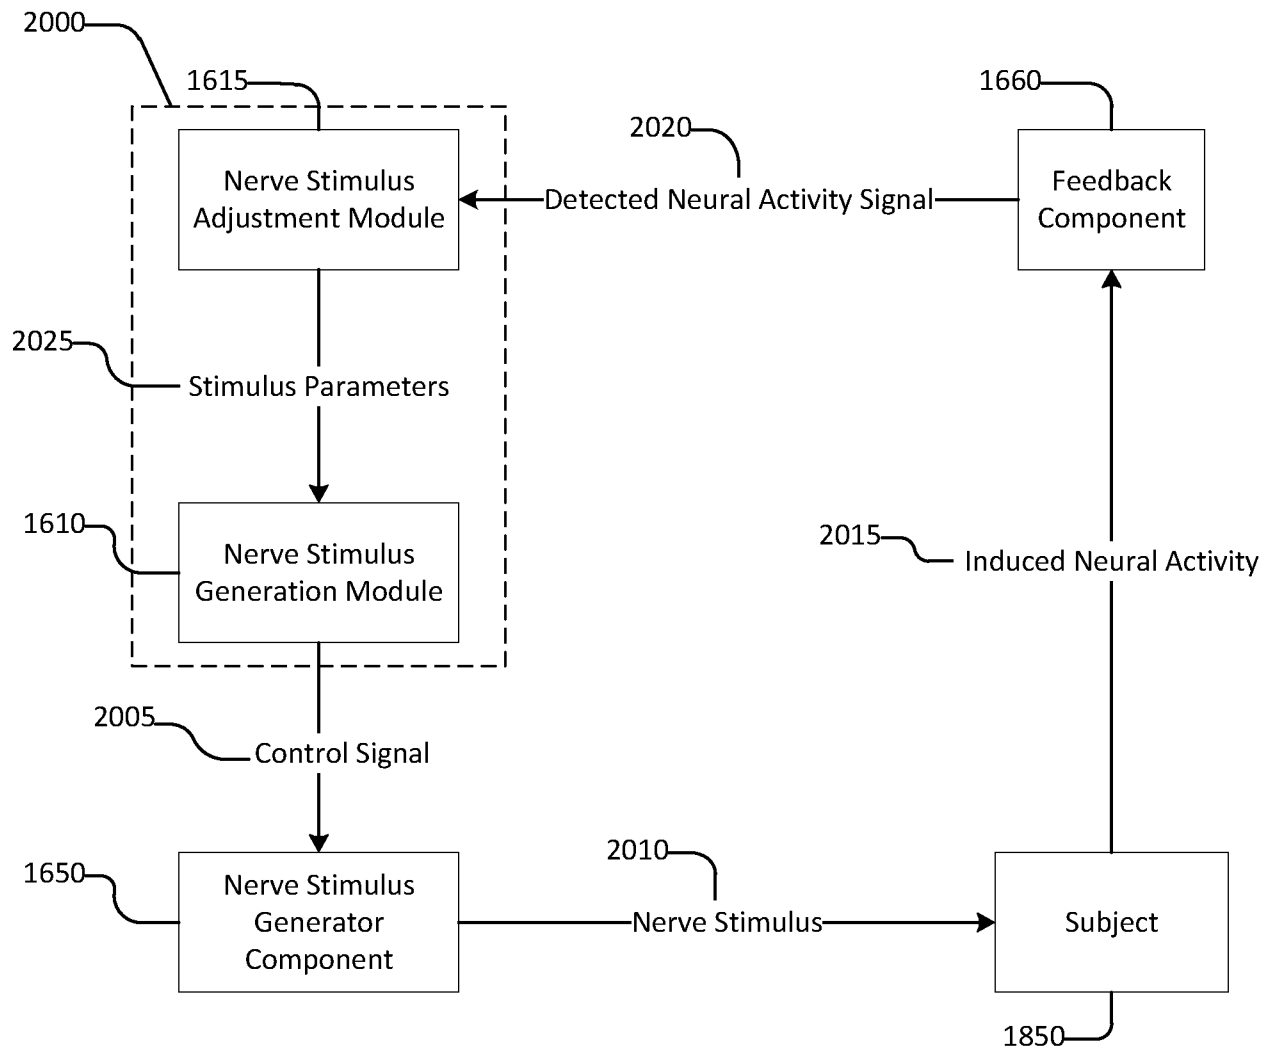 2000
1615
1660
2020
Nerve Stimulus
Adjustment Module
Detected Neural Activity Signal
Feedback
Component
2025
Stimulus Parameters
1610
Nerve Stimulus
Generation Module
2015
Induced Neural Activity
2005
Control Signal
1650
Nerve Stimulus
Generator
Component
2010
Nerve Stimulus
Subject
1850